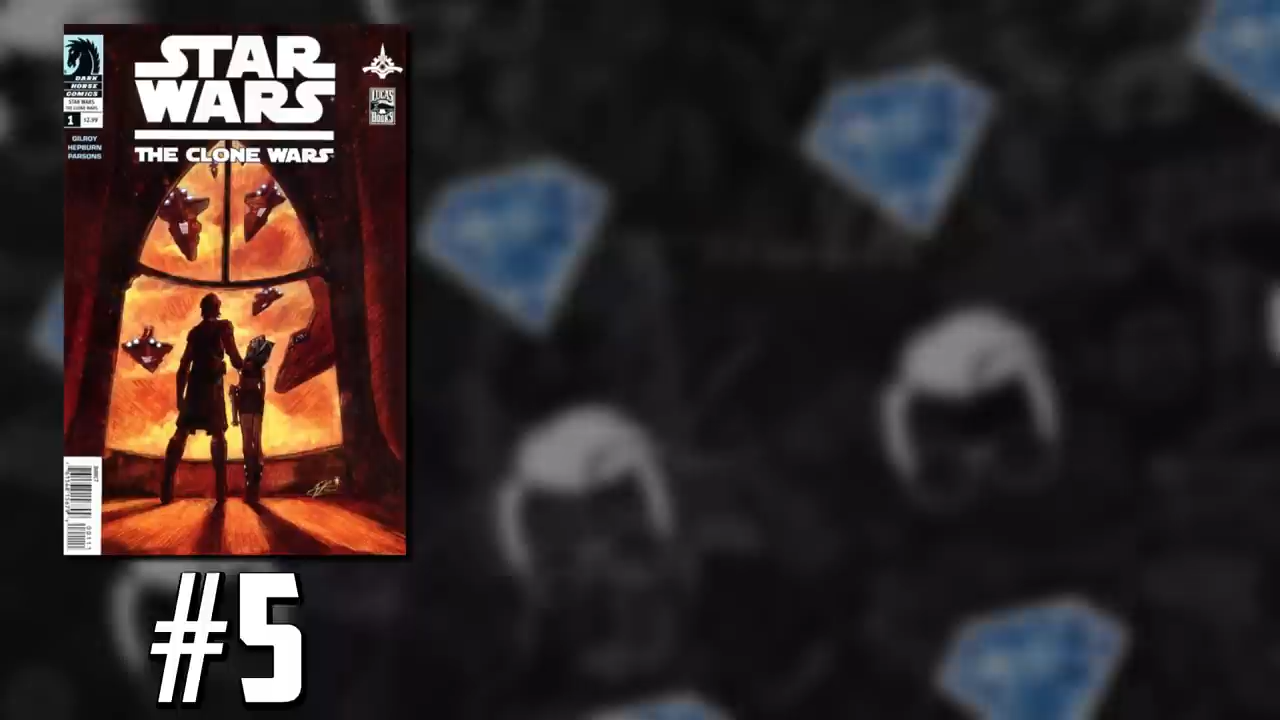 STAR
WARS
THE CLONE WARS
DARK
HORSE
COMICS
STAR WARS
THE CLONE WARS
1 $2.99
GILROY
HEPBURN
PARSONS
LUCAS
BOOKS
#5